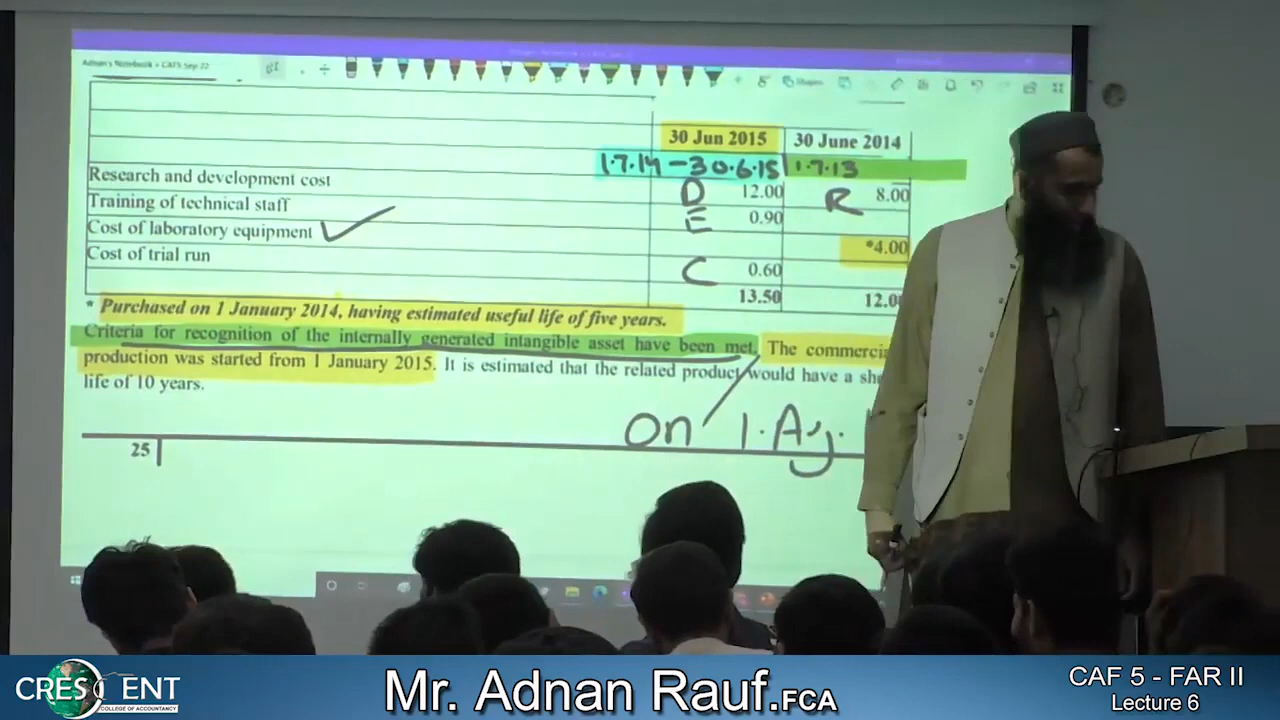 Adnan's Notebook > CAF5 Sep-22
Shapes
30 Jun 2015 30 June 2014
1.7.14 - 30.6.15 1.7.13
Research and development cost D 12.00 R 8.00
Training of technical staff E 0.90
Cost of laboratory equipment *4.00
Cost of trial run C 0.60
13.50 12.0
* Purchased on 1 January 2014, having estimated useful life of five years.
Criteria for recognition of the internally generated intangible asset have been met. The commercia
production was started from 1 January 2015. It is estimated that the related product would have a sh
life of 10 years.
on 1.Aug.
25
CRESCENT
COLLEGE OF ACCOUNTANCY
Mr. Adnan Rauf.FCA
CAF 5 - FAR II
Lecture 6